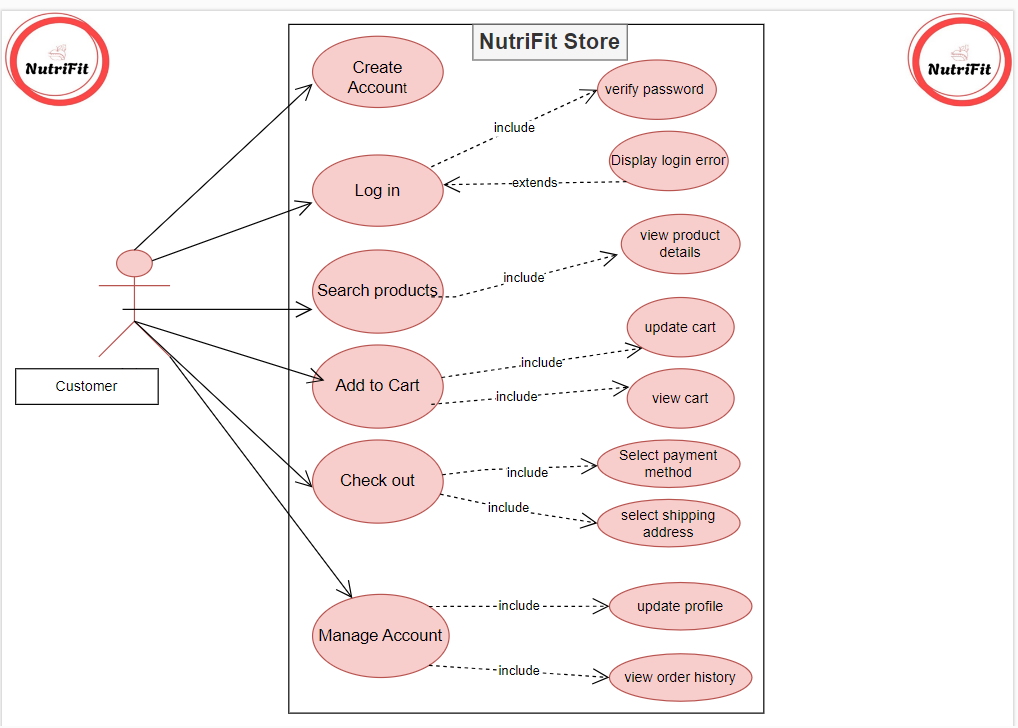 NutriFit
NutriFit Store
NutriFit
Create
Account
verify password
include
Display login error
Log in
extends
view product
details
include
Search products
update cart
include
Add to Cart
include
view cart
Customer
Select payment
method
include
Check out
include
select shipping
address
include
update profile
Manage Account
include
view order history